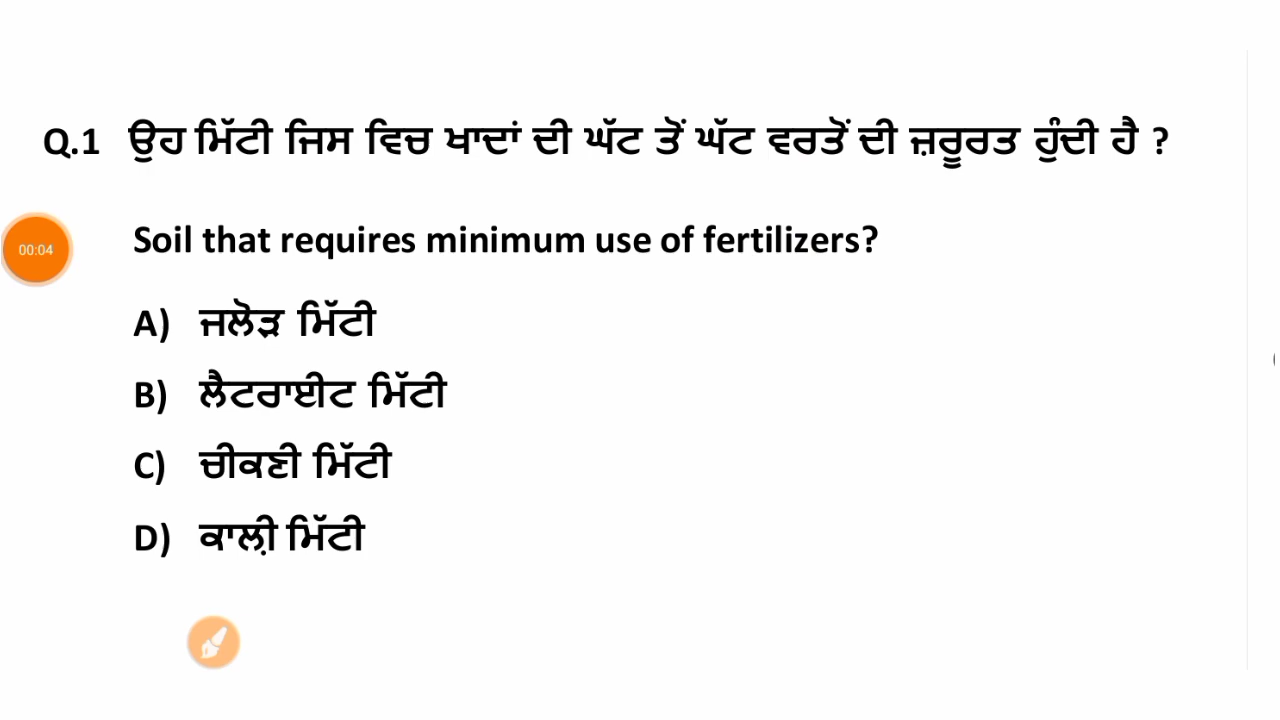 Q.1 ਉਹ ਮਿੱਟੀ ਜਿਸ ਵਿਚ ਖਾਦਾਂ ਦੀ ਘੱਟ ਤੋਂ ਘੱਟ ਵਰਤੋਂ ਦੀ ਜ਼ਰੂਰਤ ਹੁੰਦੀ ਹੈ ?
Soil that requires minimum use of fertilizers?
00:04
A) ਜਲੋੜ ਮਿੱਟੀ
B) ਲੈਟਰਾਈਟ ਮਿੱਟੀ
C) ਚੀਕਣੀ ਮਿੱਟੀ
D) ਕਾਲ਼ੀ ਮਿੱਟੀ